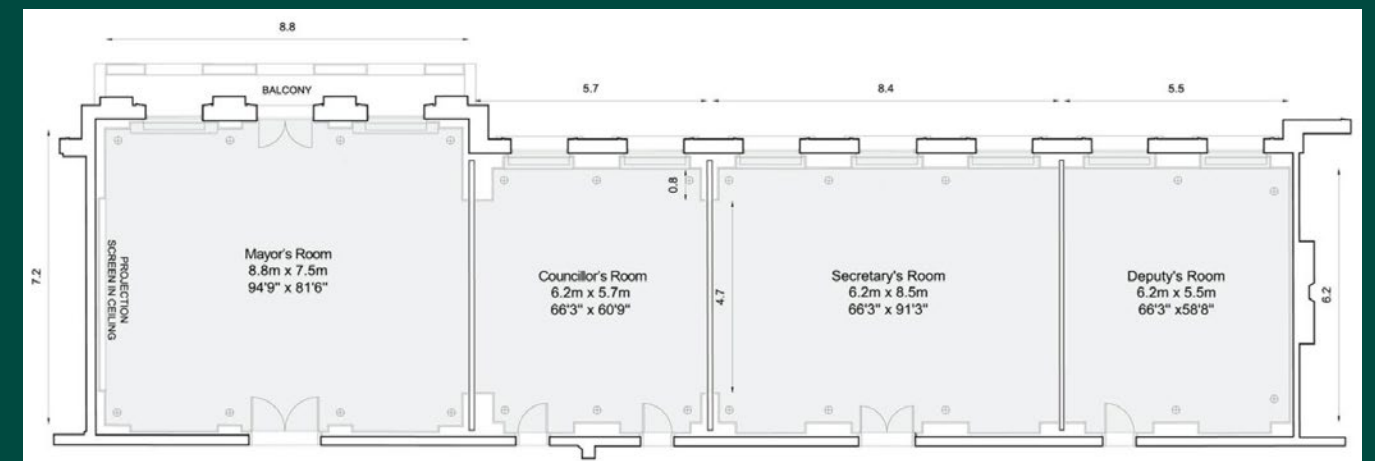 8.8
BALCONY
5.7
8.4
5.5
7.2
PROJECTION
SCREEN IN CEILING
Mayor's Room
8.8m x 7.5m
94'9" x 81'6"
0.8
Councillor's Room
6.2m x 5.7m
66'3" x 60'9"
4.7
Secretary's Room
6.2m x 8.5m
66'3" x 91'3"
Deputy's Room
6.2m x 5.5m
66'3" x58'8"
6.2